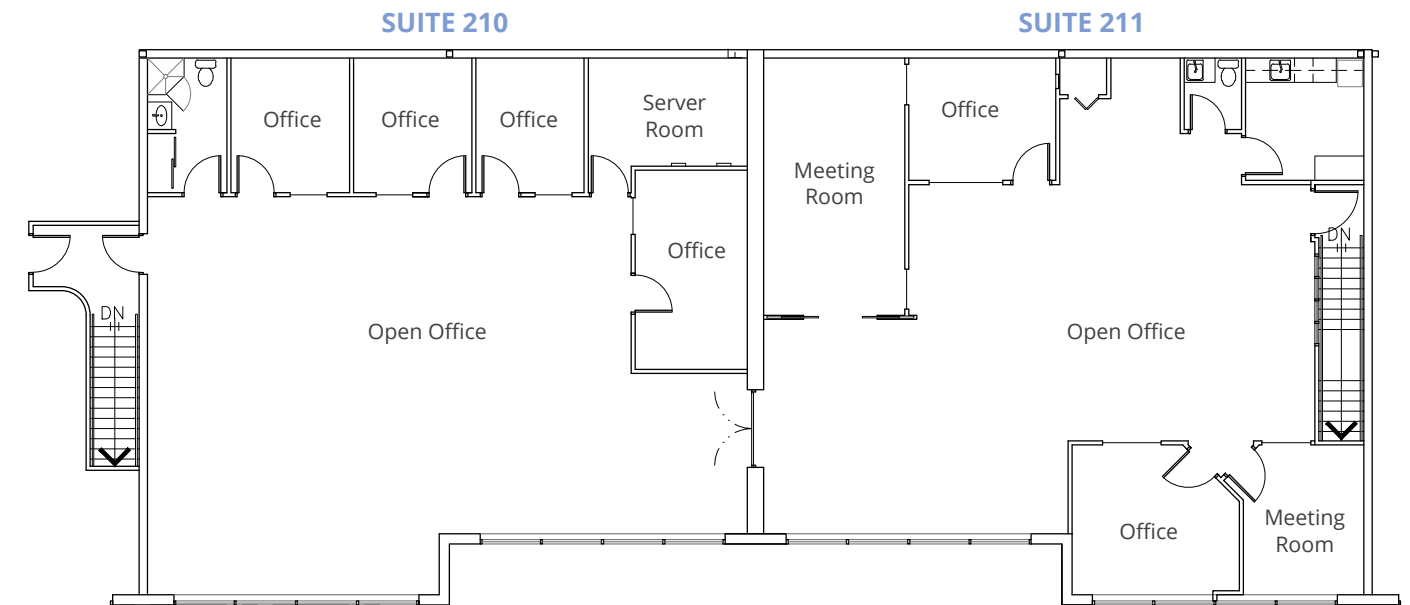 SUITE 210
SUITE 211
Office
Office
Office
Server
Room
Office
Meeting
Room
Office
DN
DN
Open Office
Open Office
Office
Meeting
Room